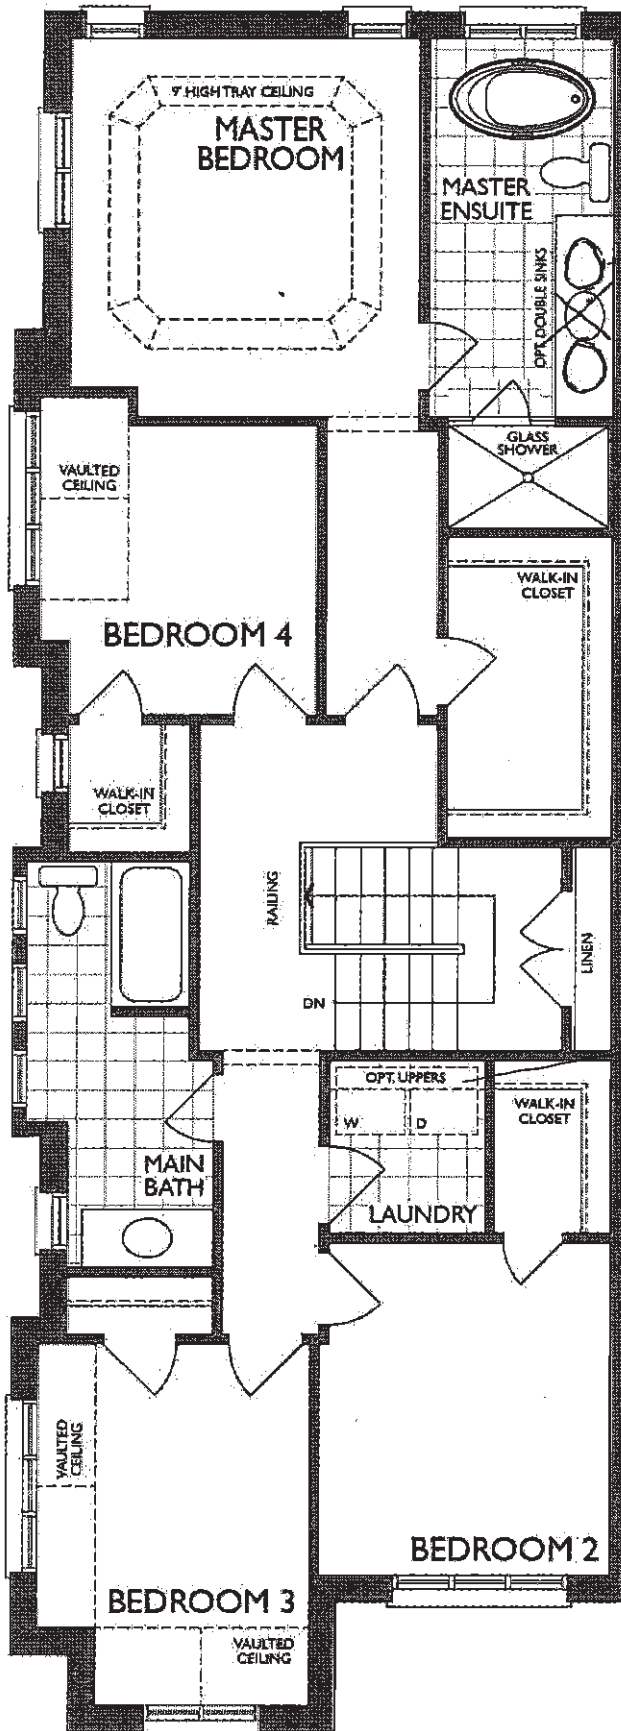 9' HIGH TRAY CEILING
MASTER
BEDROOM
MASTER
ENSUITE
OPT. DOUBLE SINKS
GLASS
SHOWER
VAULTED
CEILING
WALK-IN
CLOSET
BEDROOM 4
WALK-IN
CLOSET
RAILING
LINEN
DN
OPT. UPPERS
W
D
WALK-IN
CLOSET
MAIN
BATH
LAUNDRY
VAULTED
CEILING
BEDROOM 2
BEDROOM 3
VAULTED
CEILING